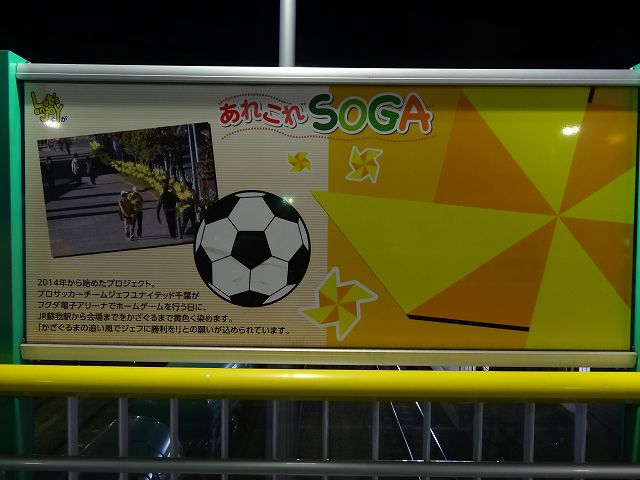 Let's
enjoy
そが
あれこれSOGA
2014年から始めたプロジェクト。
プロサッカーチームジェフユナイテッド千葉が
フクダ電子アリーナでホームゲームを行う日に、
JR蘇我駅から会場までをかざぐるまで黄色く染めます。
「かざぐるまの追い風でジェフに勝利を!」との願いが込められています。